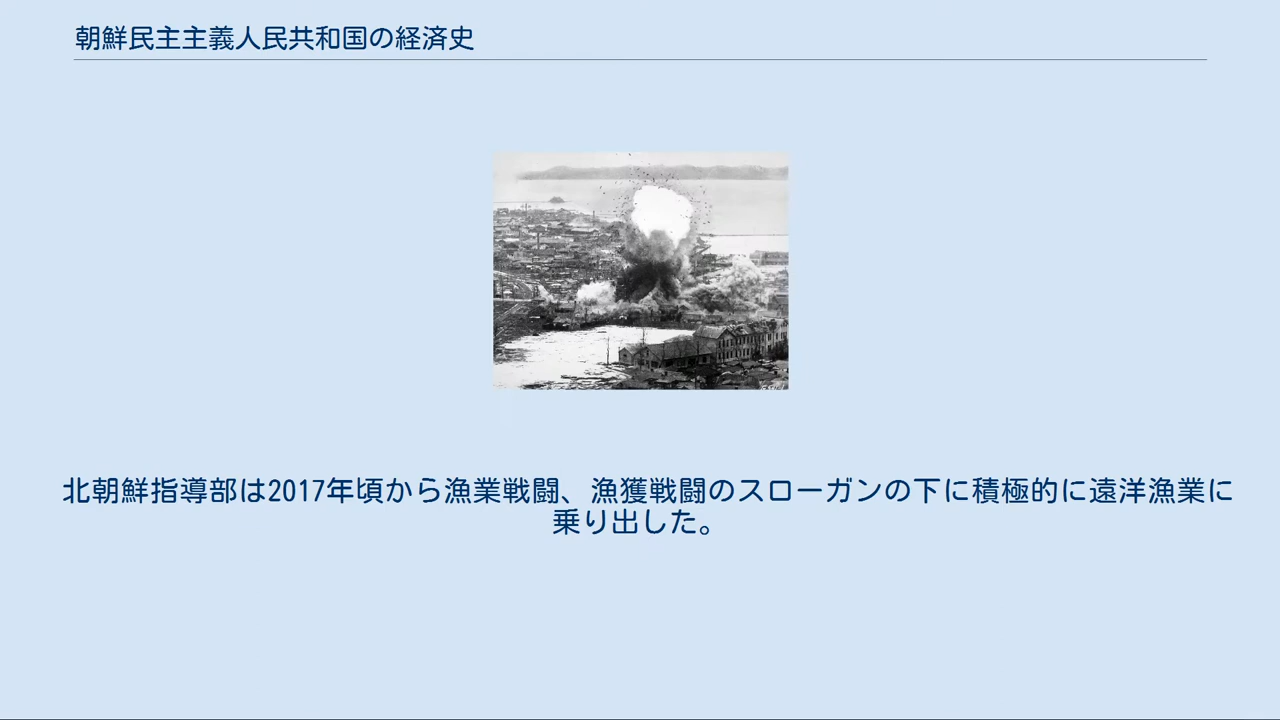 朝鮮民主主義人民共和国の経済史
北朝鮮指導部は2017年頃から漁業戦闘、漁獲戦闘のスローガンの下に積極的に遠洋漁業に
乗り出した。